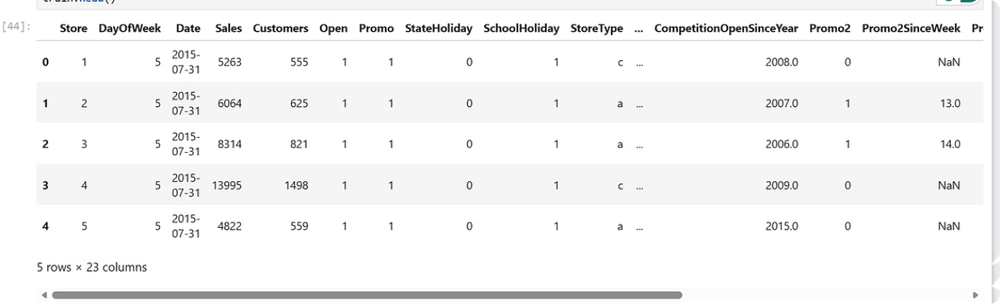 train.head()
[44]:
Store DayOfWeek Date Sales Customers Open Promo StateHoliday SchoolHoliday StoreType ... CompetitionOpenSinceYear Promo2 Promo2SinceWeek
0 1 5 2015-07-31 5263 555 1 1 0 1 c ... 2008.0 0 NaN
1 2 5 2015-07-31 6064 625 1 1 0 1 a ... 2007.0 1 13.0
2 3 5 2015-07-31 8314 821 1 1 0 1 a ... 2006.0 1 14.0
3 4 5 2015-07-31 13995 1498 1 1 0 1 c ... 2009.0 0 NaN
4 5 5 2015-07-31 4822 559 1 1 0 1 a ... 2015.0 0 NaN
5 rows × 23 columns